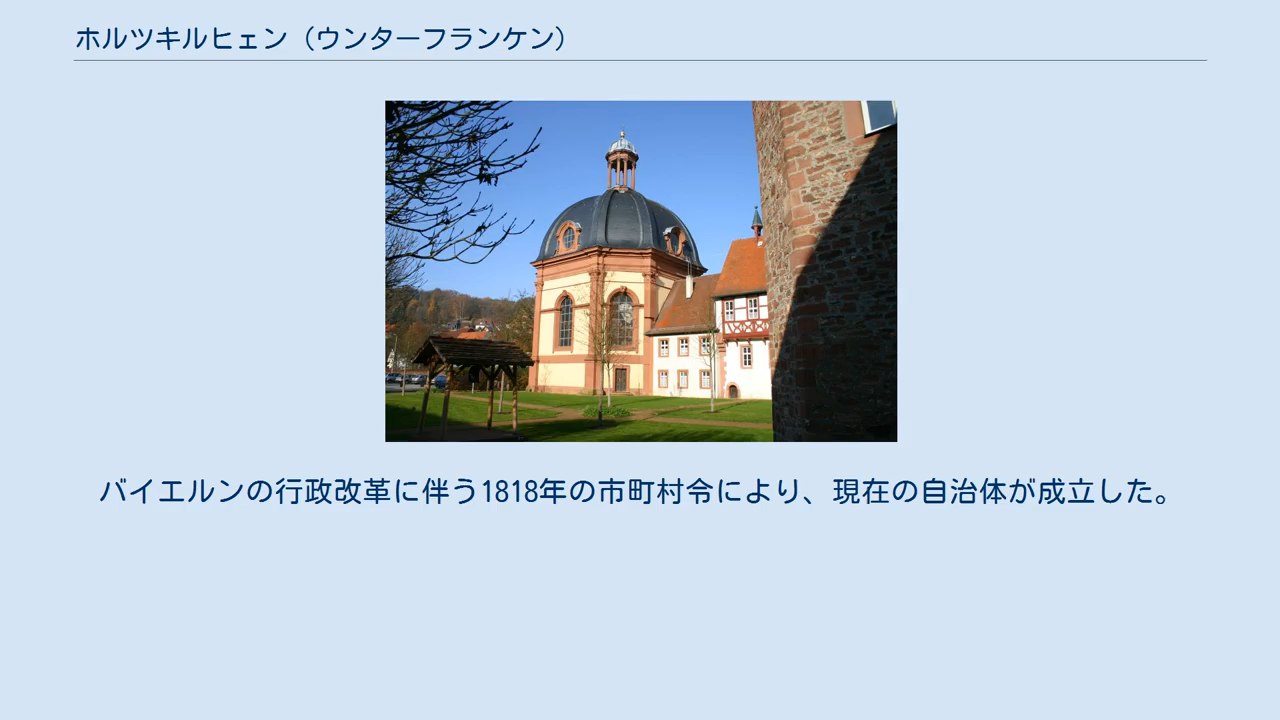 ホルツキルヒェン（ウンターフランケン）
バイエルンの行政改革に伴う1818年の市町村令により、現在の自治体が成立した。